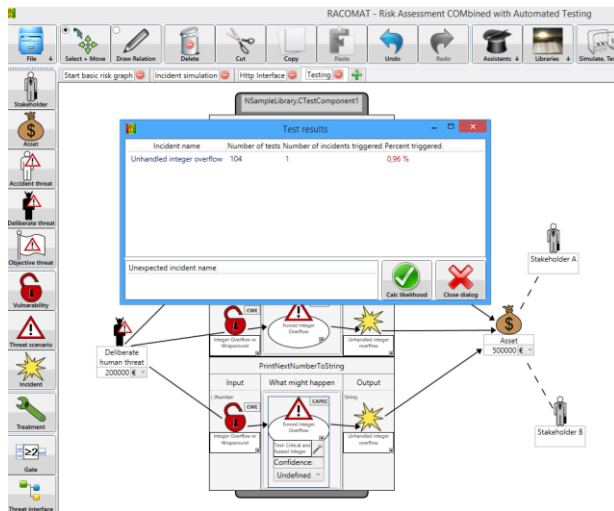 RACOMAT - Risk Assessment COMbined with Automated Testing
File
Select + Move
Draw Relation
Delete
Cut
Copy
Paste
Undo
Redo
Assistants
Libraries
Simulate, Te
Start basic risk graph
Incident simulation
Http Interface
Testing
Stakeholder
Asset
Accident threat
Deliberate threat
Objective threat
Vulnerability
Threat scenario
Incident
Treatment
≥2
Gate
Threat interface
NSampleLibrary.CTestComponent1
Test results
Incident name Number of tests Number of incidents triggered Percent triggered
Unhandled integer overflow 104 1 0,96 %
Unexpected incident name
Calc likelihood
Close dialog
Deliberate
human threat
200000 €
CWE
Integer Overflow or
Wraparound
Forced Integer
Overflow
Unhandled integer
overflow
PrintNextNumberToString
Input What might happen Output
String
CWE
Integer Overflow or
Wraparound
CAPEC
Forced Integer
Overflow
Test: Critical and
fuzzed integer
Confidence:
Undefined
Unhandled integer
overflow
Stakeholder A
Asset
500000 €
Stakeholder B